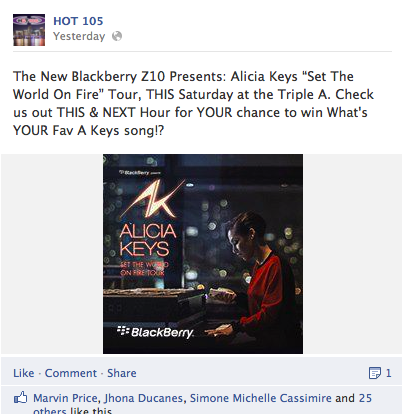 HOT 105
Yesterday
The New Blackberry Z10 Presents: Alicia Keys “Set The
World On Fire” Tour, THIS Saturday at the Triple A. Check
us out THIS & NEXT Hour for YOUR chance to win What's
YOUR Fav A Keys song!?
BlackBerry presents
AK
ALICIA
KEYS
SET THE WORLD
ON FIRE TOUR
BlackBerry
Like · Comment · Share
1
Marvin Price, Jhona Ducanes, Simone Michelle Cassimire and 25
others like this.